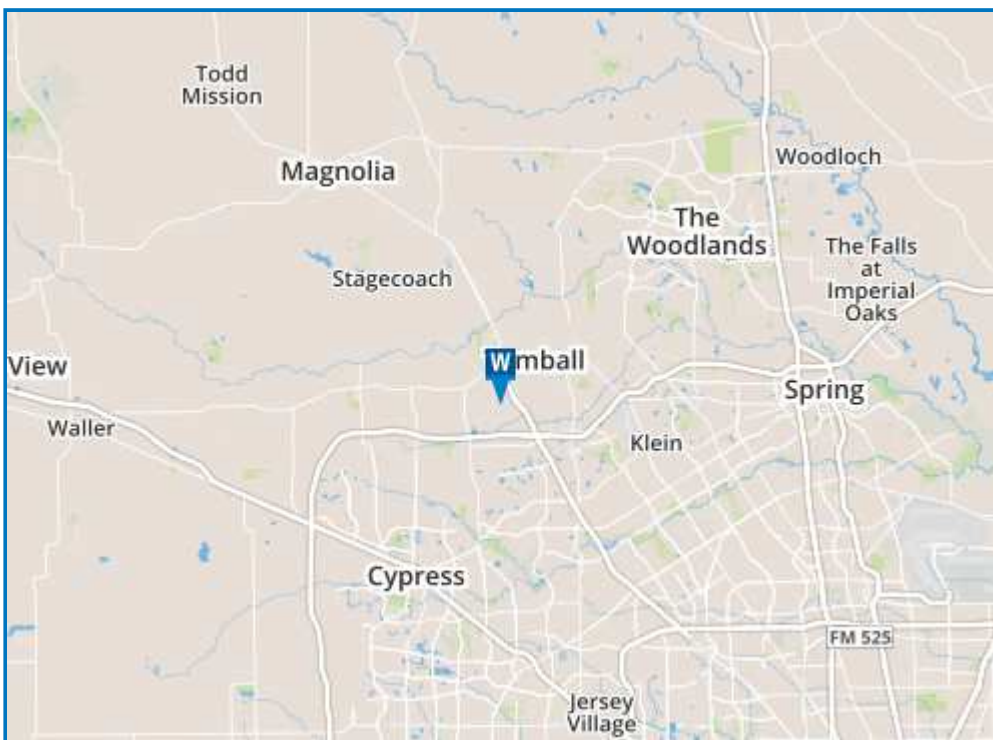 Todd
Mission
Magnolia
Woodloch
The
Woodlands
The Falls
at
Imperial
Oaks
Stagecoach
View
W
mball
Spring
Waller
Klein
Cypress
FM 525
Jersey
Village